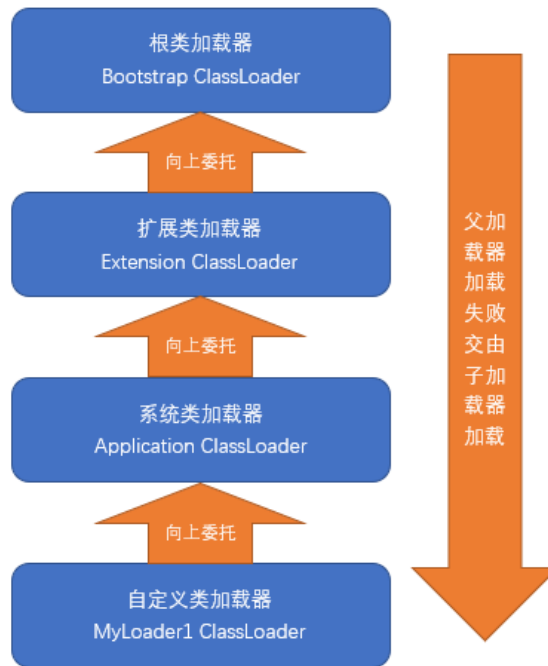 根类加载器
Bootstrap ClassLoader
向上委托
扩展类加载器
Extension ClassLoader
向上委托
系统类加载器
Application ClassLoader
向上委托
自定义类加载器
MyLoader1 ClassLoader
父加
载器
加载
失败
交由
子加
载器
加载